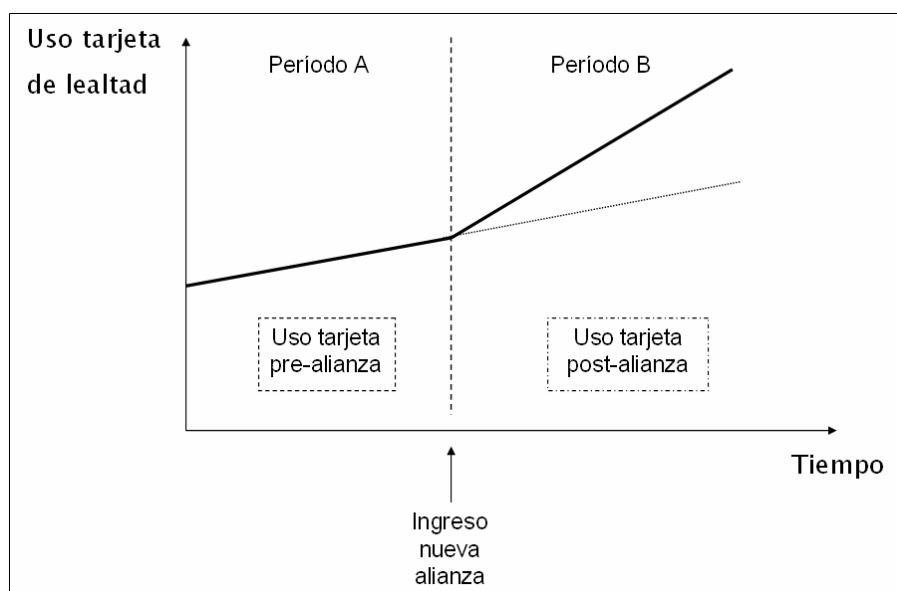 Uso tarjeta
de lealtad
Período A
Período B
Uso tarjeta
pre-alianza
Uso tarjeta
post-alianza
Tiempo
Ingreso
nueva
alianza